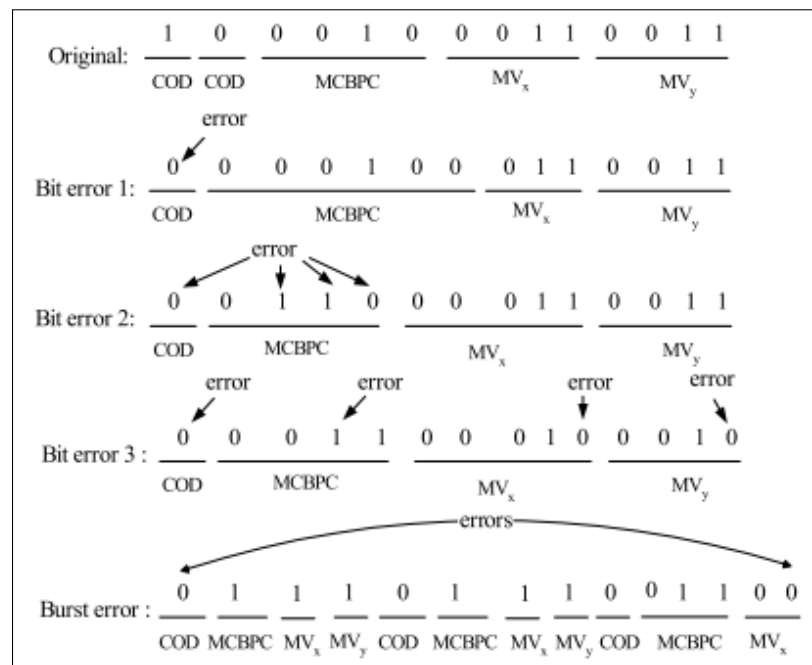 Original: 1 0 0 0 1 0 0 0 1 1 0 0 1 1
COD COD MCBPC MVx MVy
error
Bit error 1: 0 0 0 0 1 0 0 0 1 1 0 0 1 1
COD MCBPC MVx MVy
error
Bit error 2: 0 0 1 1 0 0 0 0 1 1 0 0 1 1
COD MCBPC MVx MVy
error error error error
Bit error 3 : 0 0 0 1 1 0 0 0 1 0 0 0 1 0
COD MCBPC MVx MVy
errors
Burst error : 0 1 1 1 0 1 1 1 0 0 1 1 0 0
COD MCBPC MVx MVy COD MCBPC MVx MVy COD MCBPC MVx